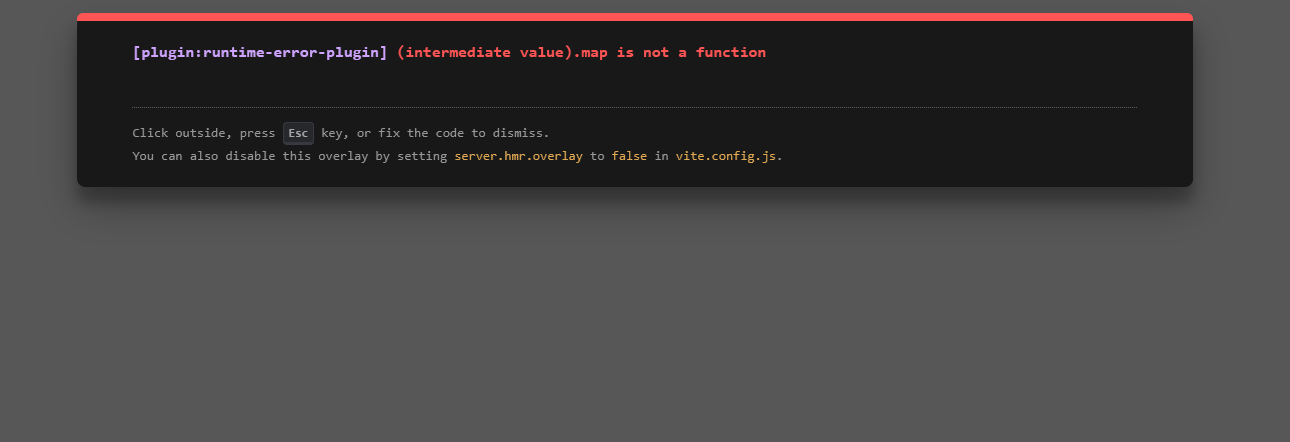 [plugin:runtime-error-plugin] (intermediate value).map is not a function
Click outside, press Esc key, or fix the code to dismiss.
You can also disable this overlay by setting server.hmr.overlay to false in vite.config.js.